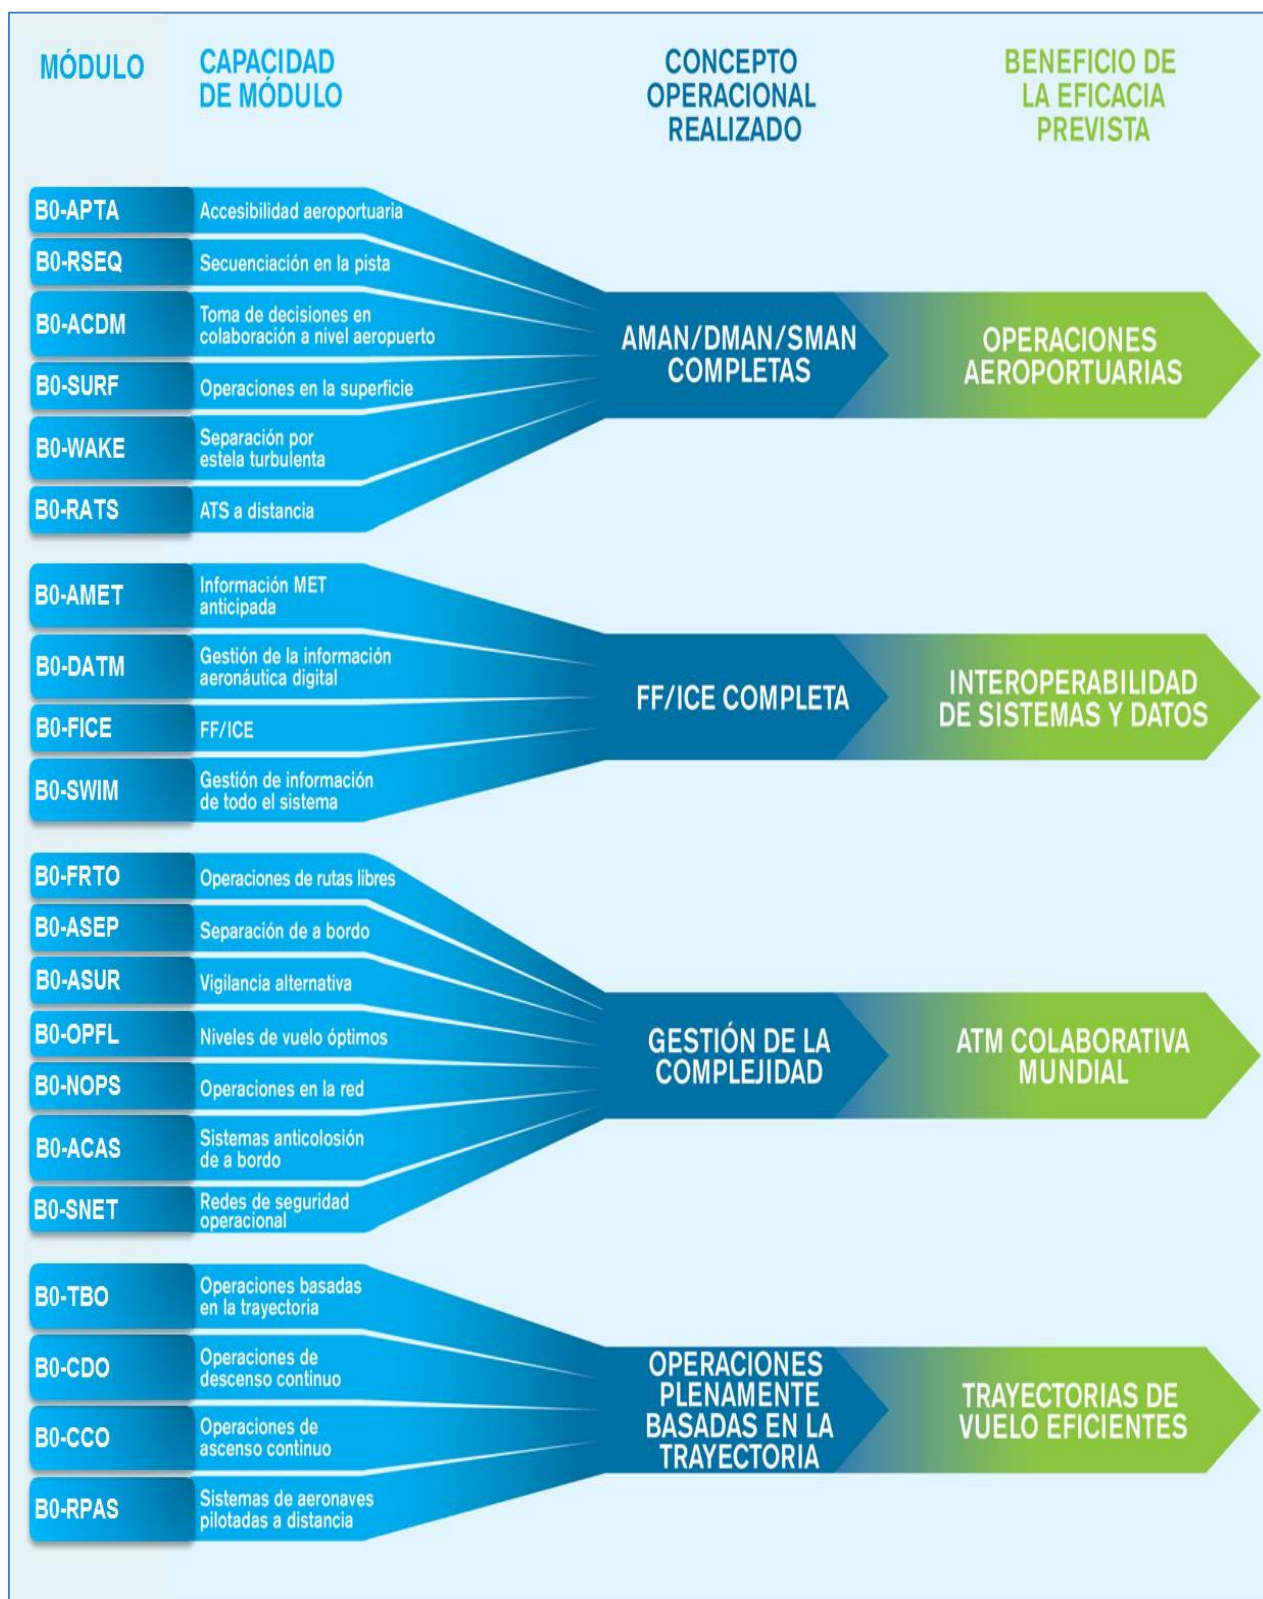 MÓDULO
CAPACIDAD
DE MÓDULO
CONCEPTO
OPERACIONAL
REALIZADO
BENEFICIO DE
LA EFICACIA
PREVISTA
B0-APTA
Accesibilidad aeroportuaria
B0-RSEQ
Secuenciación en la pista
B0-ACDM
Toma de decisiones en
colaboración a nivel aeropuerto
B0-SURF
Operaciones en la superficie
B0-WAKE
Separación por
estela turbulenta
B0-RATS
ATS a distancia
AMAN/DMAN/SMAN
COMPLETAS
OPERACIONES
AEROPORTUARIAS
B0-AMET
Información MET
anticipada
B0-DATM
Gestión de la información
aeronáutica digital
B0-FICE
FF/ICE
B0-SWIM
Gestión de información
de todo el sistema
FF/ICE COMPLETA
INTEROPERABILIDAD
DE SISTEMAS Y DATOS
B0-FRTO
Operaciones de rutas libres
B0-ASEP
Separación de a bordo
B0-ASUR
Vigilancia alternativa
B0-OPFL
Niveles de vuelo óptimos
B0-NOPS
Operaciones en la red
B0-ACAS
Sistemas anticolosión
de a bordo
B0-SNET
Redes de seguridad
operacional
GESTIÓN DE LA
COMPLEJIDAD
ATM COLABORATIVA
MUNDIAL
B0-TBO
Operaciones basadas
en la trayectoria
B0-CDO
Operaciones de
descenso continuo
B0-CCO
Operaciones de
ascenso continuo
B0-RPAS
Sistemas de aeronaves
pilotadas a distancia
OPERACIONES
PLENAMENTE
BASADAS EN LA
TRAYECTORIA
TRAYECTORIAS DE
VUELO EFICIENTES